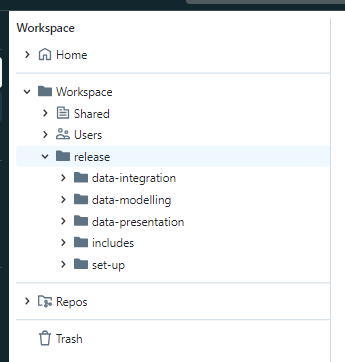 Workspace
Home
Workspace
Shared
Users
release
data-integration
data-modelling
data-presentation
includes
set-up
Repos
Trash